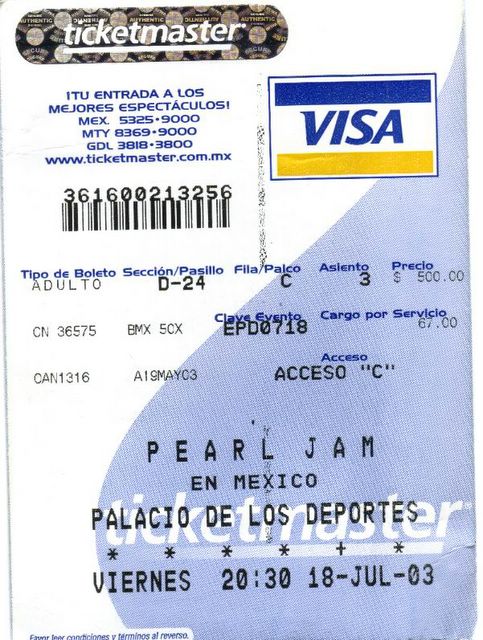 ticketmaster
¡TU ENTRADA A LOS
MEJORES ESPECTÁCULOS!
MEX. 5325•9000
MTY 8369•9000
GDL 3818•3800
www.ticketmaster.com.mx
VISA
361600213256
Tipo de Boleto Sección/Pasillo Fila/Palco Asiento Precio
ADULTO D-24 C 3 $ 500.00
Clave Evento Cargo por Servicio
CN 36575 BMX 5CX EPD0718 67.00
Acceso
CAN1316 A19MAY03 ACCESO "C"
PEARL JAM
EN MEXICO
ticketmaster
PALACIO DE LOS DEPORTES
* * * * + *
VIERNES 20:30 18-JUL-03
Favor leer condiciones y términos al reverso.